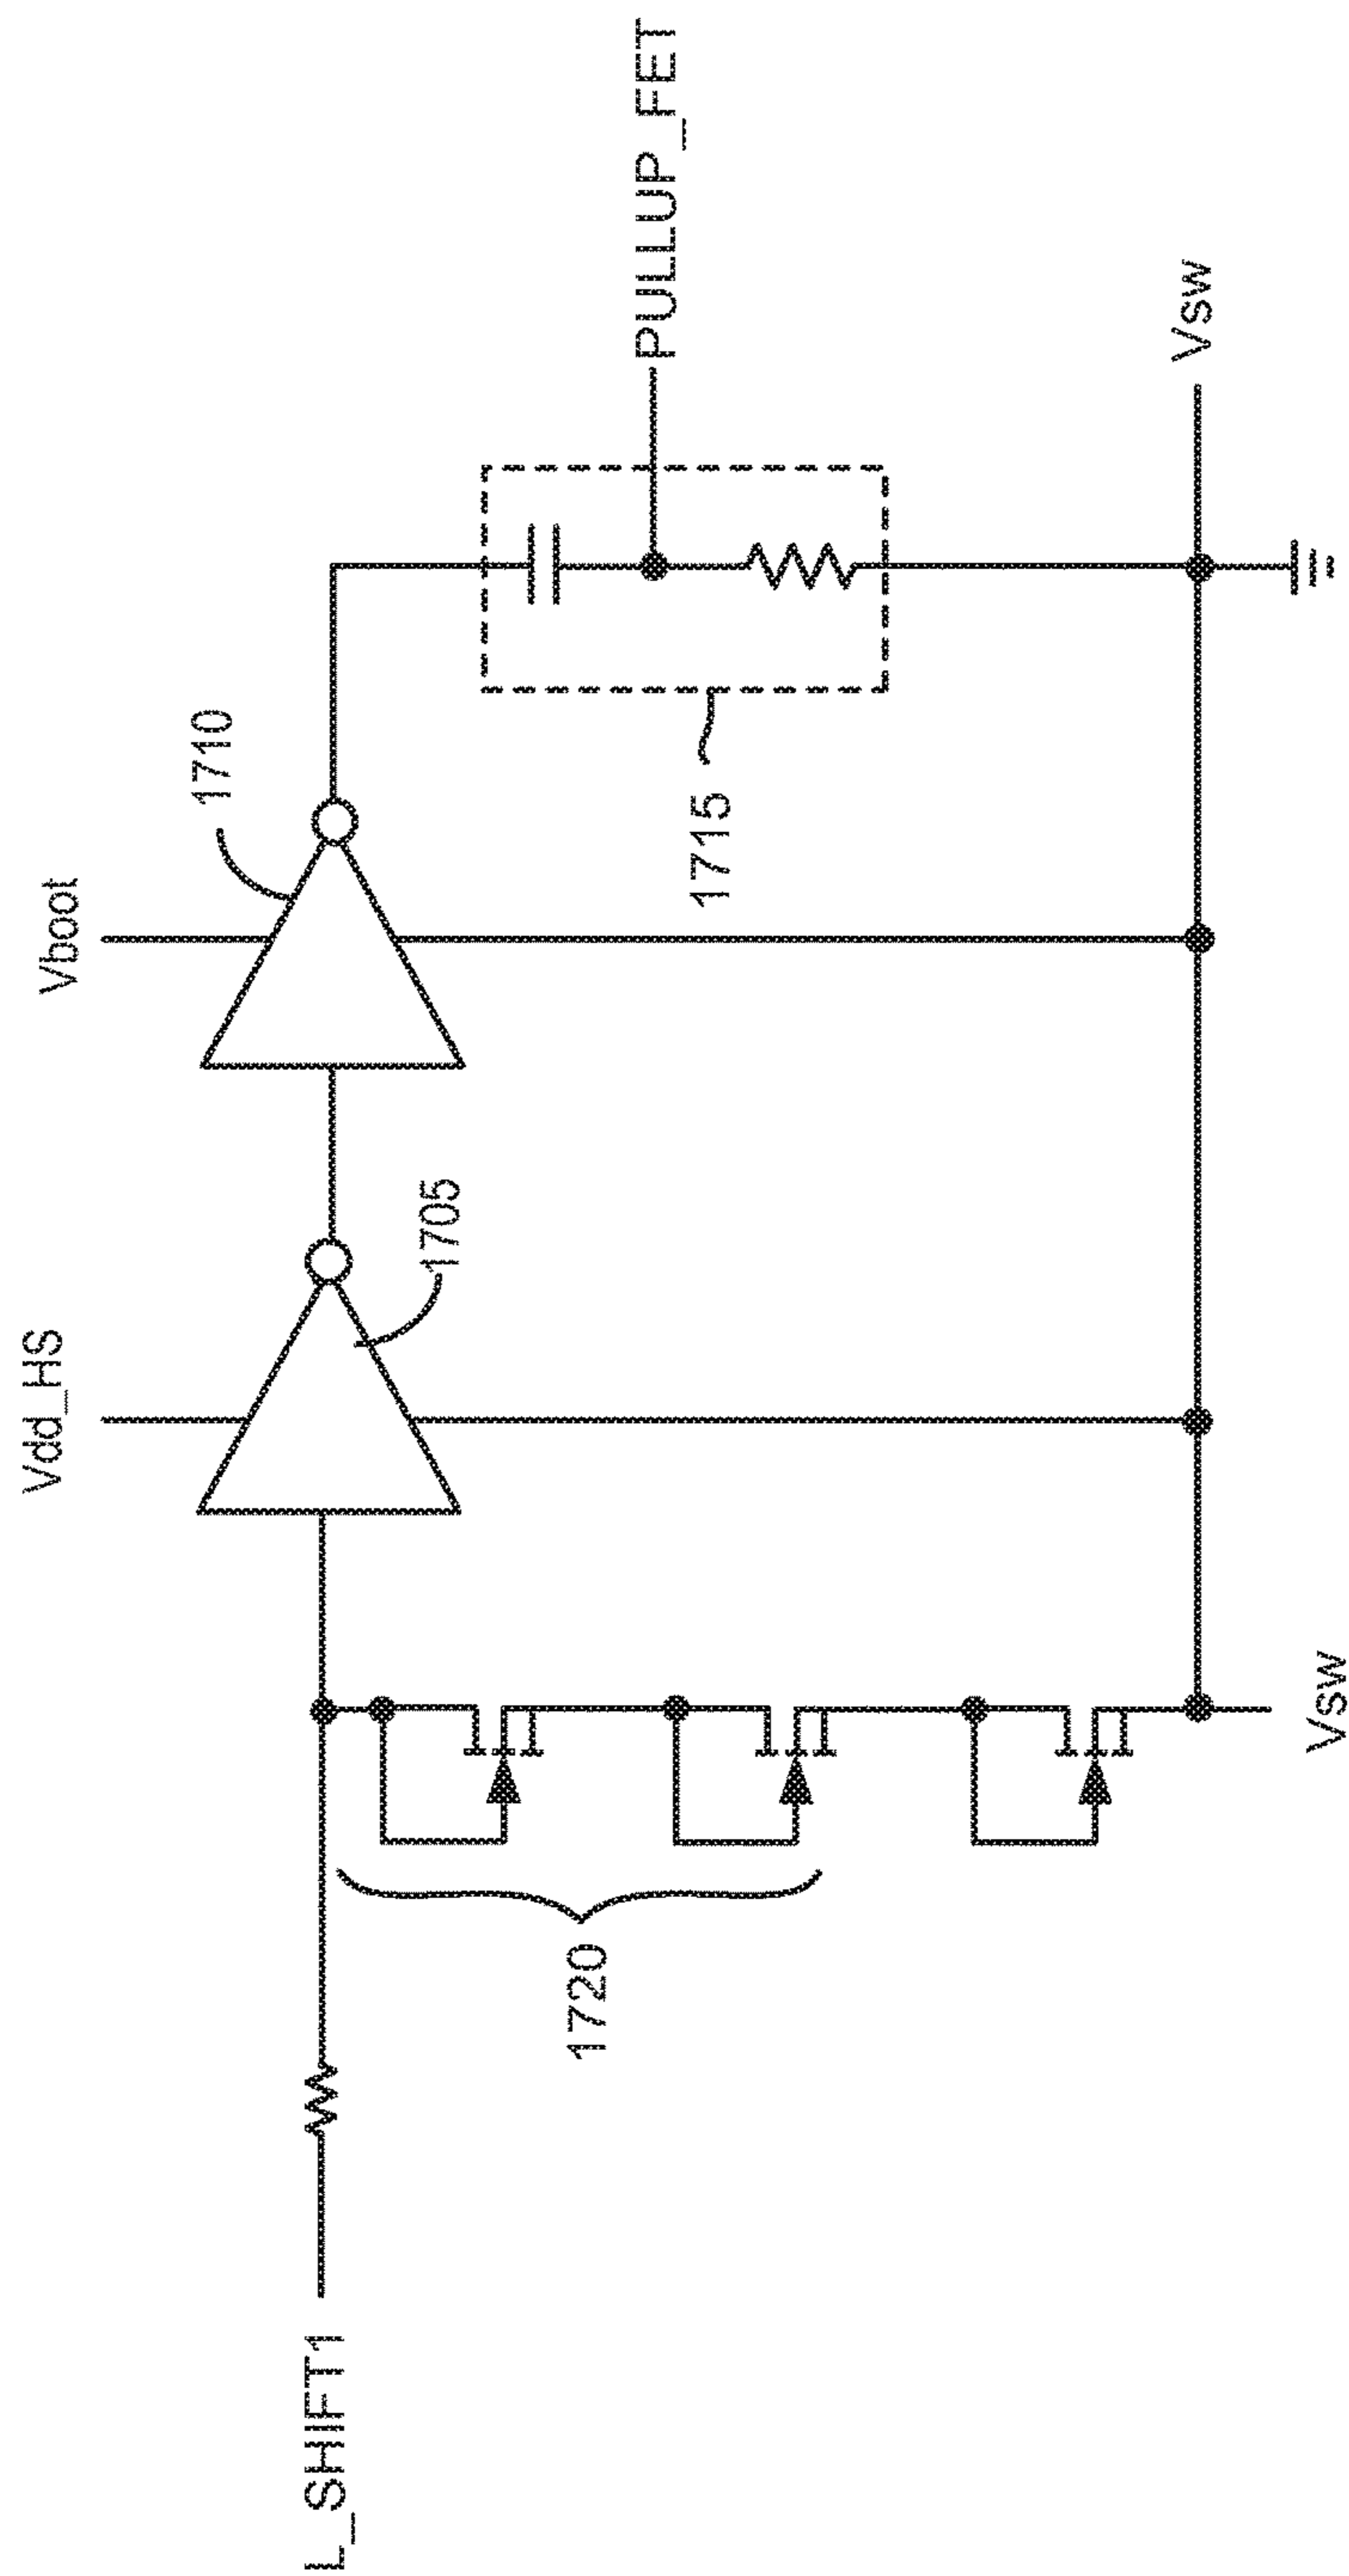 Vdd_HS
Vboot
1710
1705
L_SHIFT1
1720
1715
PULLUP_FET
Vsw
Vsw